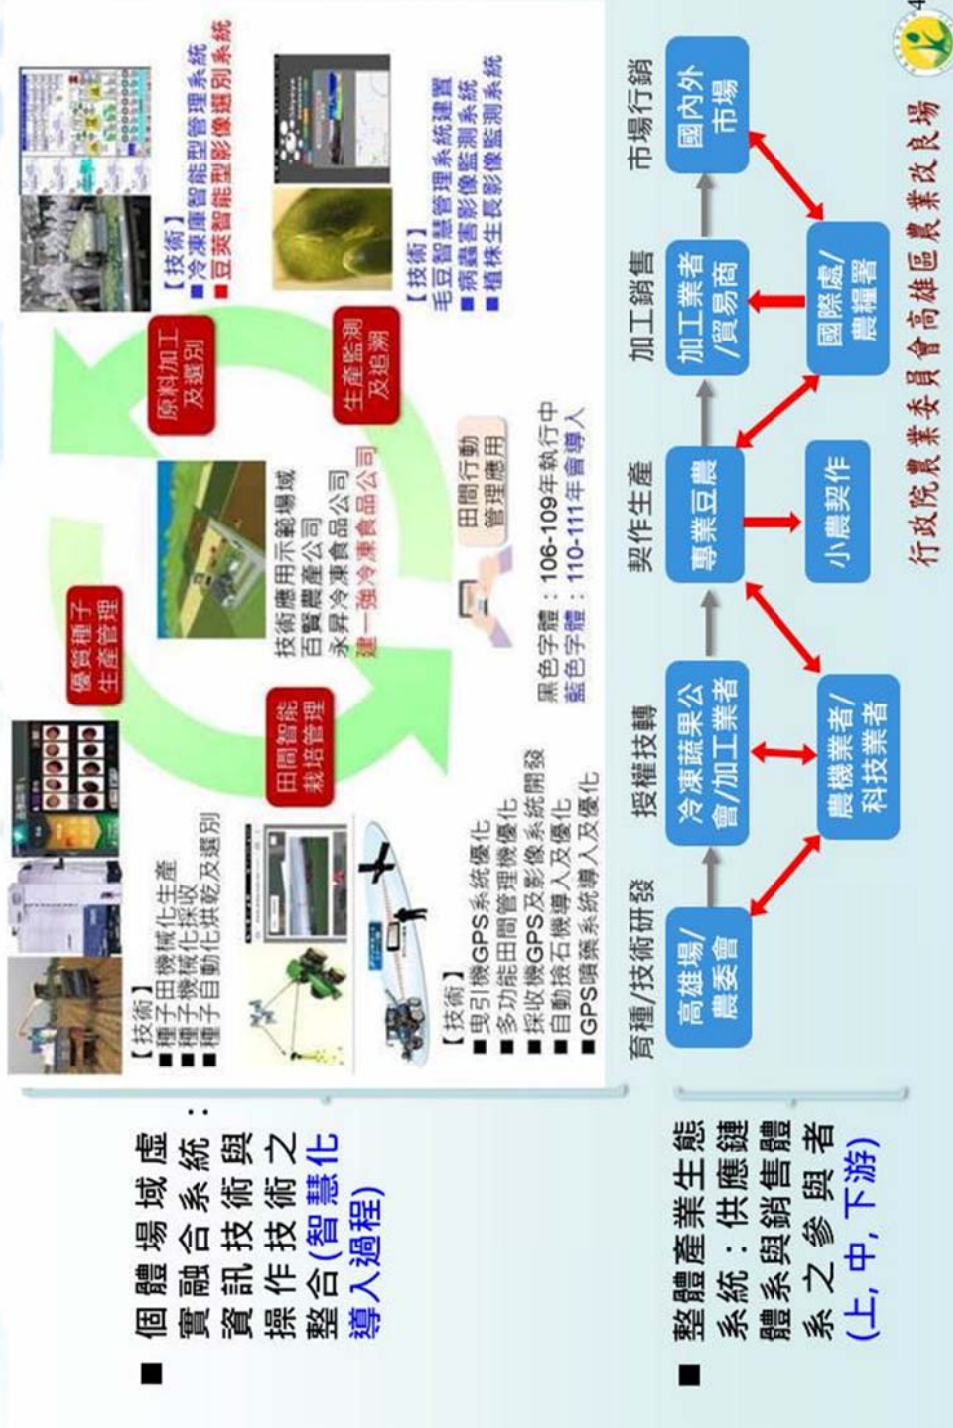 ■ 個體場域虛
實融合系統：
資訊技術與
操作技術之
整合(智慧化
導入過程)
【技術】
■種子田機械化生產
■種子機械化採收
■種子自動化烘乾及選別
優質種子
生產管理
田間智能
栽培管理
【技術】
■曳引機GPS系統優化
■多功能田間管理機優化
■採收機GPS及影像系統開發
■自動撿石機導入及優化
■GPS噴藥系統導入及優化
技術應用示範場域
百賢農產公司
永昇冷凍食品公司
建一強冷凍食品公司
原料加工
及選別
【技術】
■冷凍庫智能型管理系統
■豆莢智能型影像選別系統
生產監測
及追溯
【技術】
毛豆智慧管理系統建置
■病蟲害影像監測系統
■植株生長影像監測系統
田間行動
管理應用
黑色字體：106-109年執行中
藍色字體：110-111年會導入
■ 整體產業生態
系統：供應鏈
體系與銷售體
系之參與者
(上,中,下游)
育種/技術研發
授權技轉
契作生產
加工銷售
市場行銷
高雄場/
農委會
冷凍蔬果公
會/加工業者
專業豆農
加工業者
/貿易商
國內外
市場
農機業者/
科技業者
小農契作
國際處/
農糧署
行政院農業委員會高雄區農業改良場
4